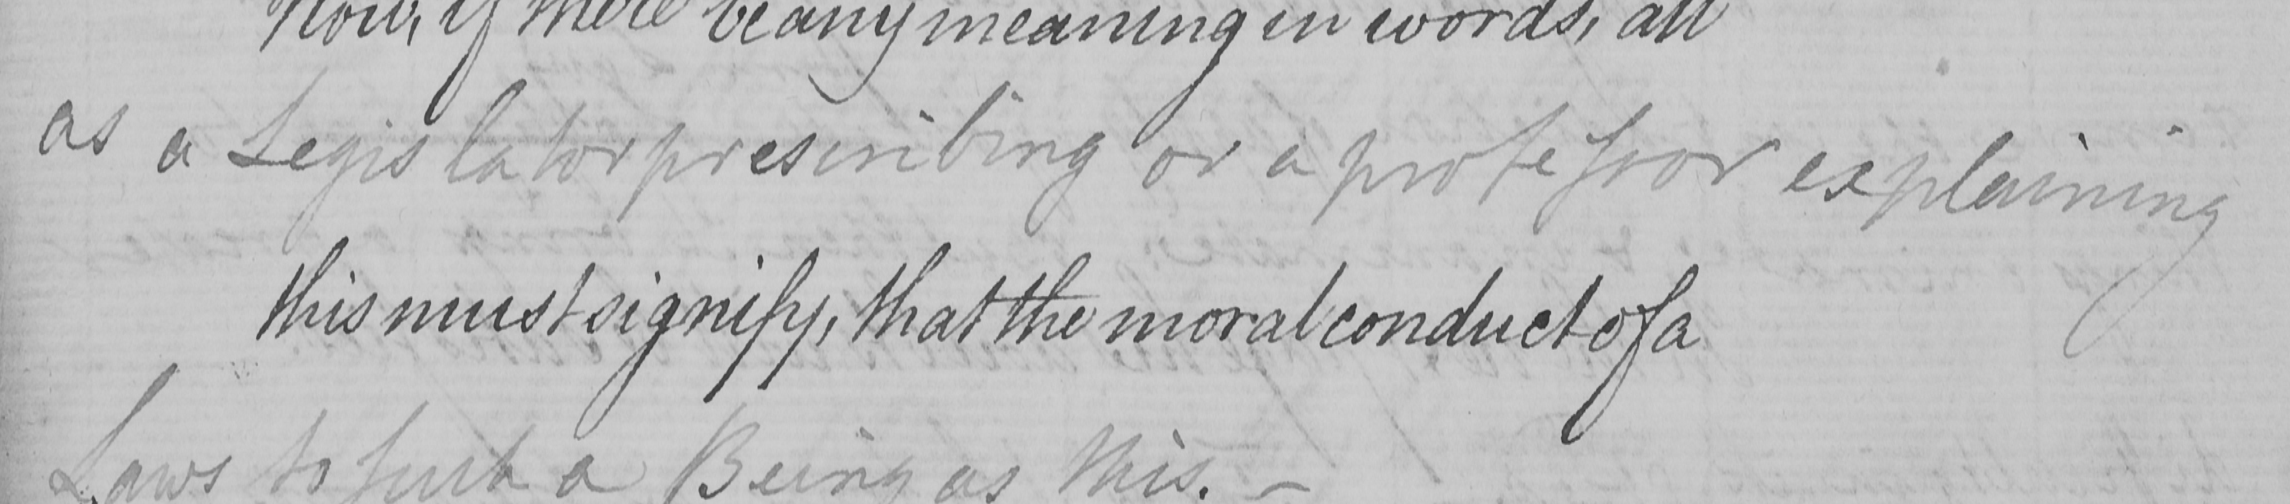 Now, if there be any meaning in words, all
as a Legislator prescribing or a professor explaining
this must signify, that the moral conduct of a
Laws to such a Being as this. –